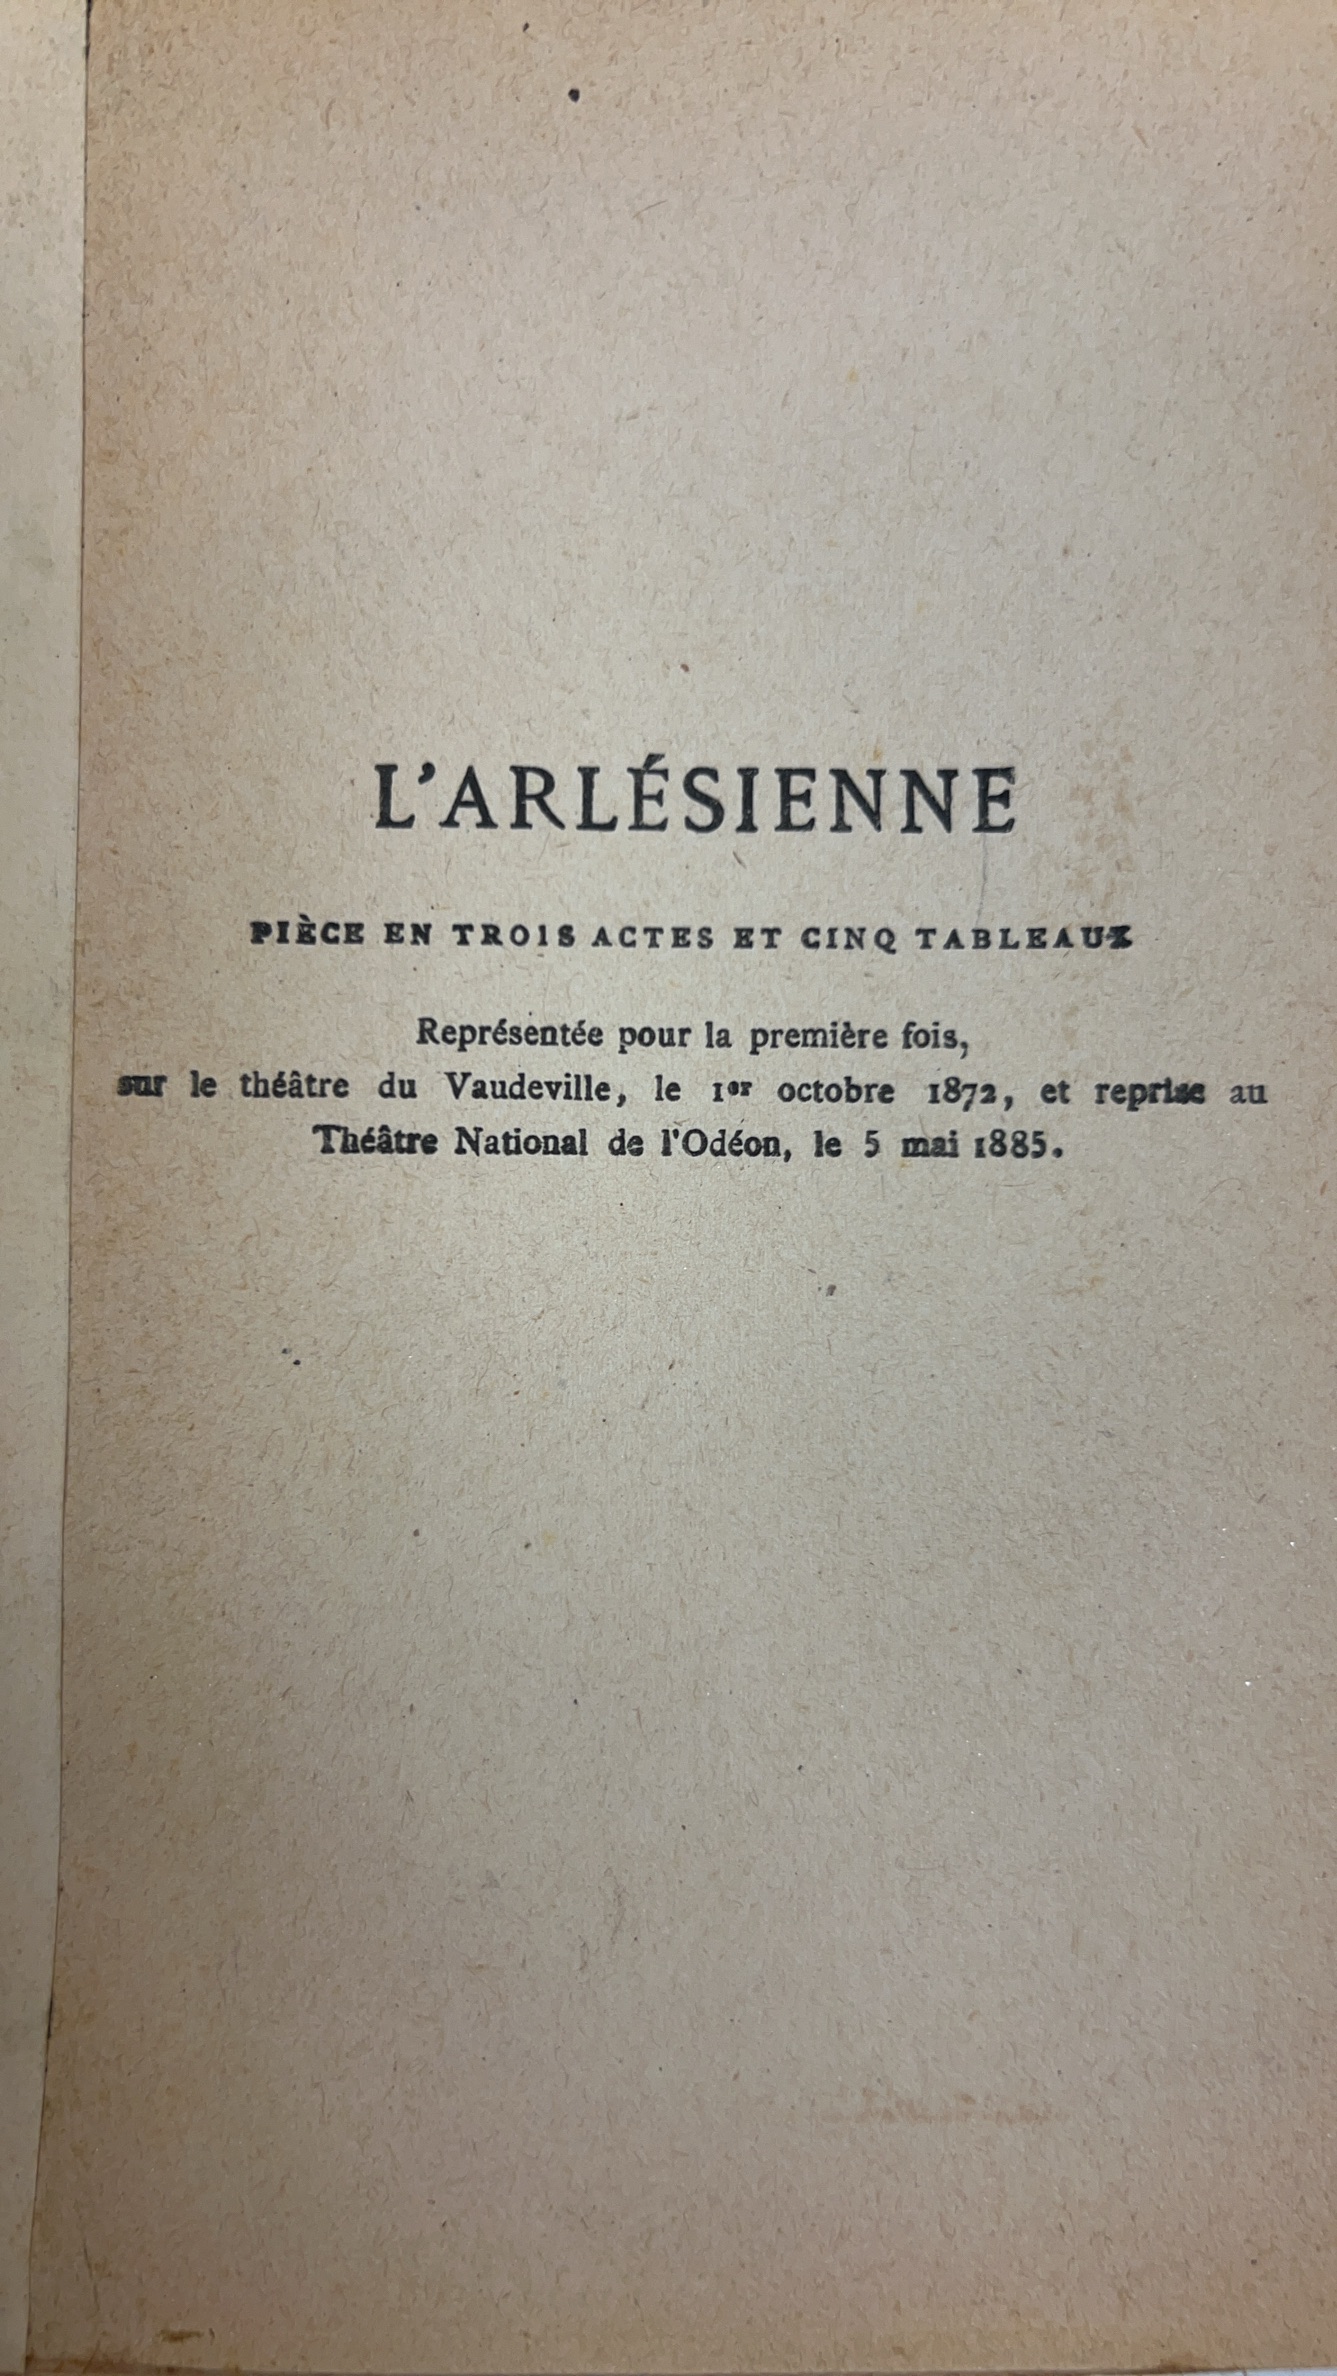 L'ARLÉSIENNE
PIÈCE EN TROIS ACTES ET CINQ TABLEAUX
Représentée pour la première fois,
sur le théâtre du Vaudeville, le 1er octobre 1872, et reprise au
Théâtre National de l'Odéon, le 5 mai 1885.